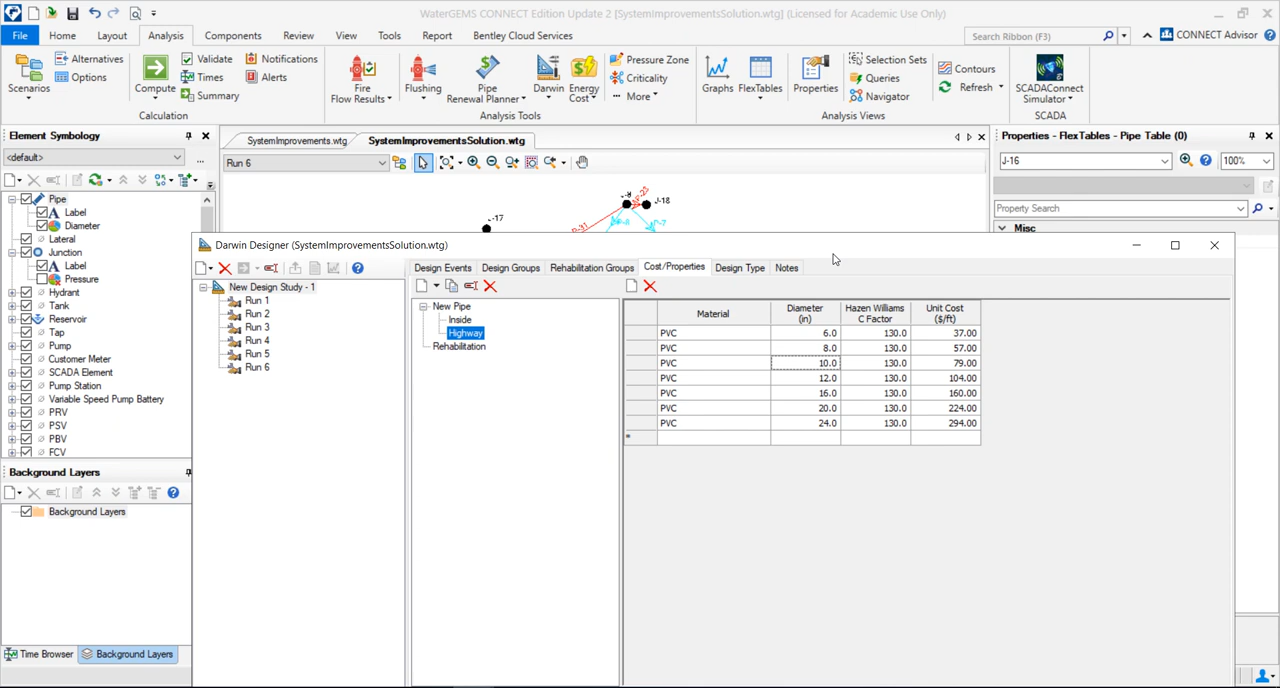 WaterGEMS CONNECT Edition Update 2 [SystemImprovementsSolution.wtg] (Licensed for Academic Use Only)
File Home Layout Analysis Components Review View Tools Report Bentley Cloud Services Search Ribbon (F3) CONNECT Advisor
Scenarios Alternatives Options Compute Validate Times Summary Notifications Alerts
Fire Flow Results Flushing Pipe Renewal Planner Darwin Energy Cost Pressure Zone Criticality More
Graphs FlexTables Properties Selection Sets Queries Navigator Contours Refresh SCADAConnect Simulator
Calculation Analysis Tools Analysis Views SCADA
Element Symbology
<default>
Pipe
Label
Diameter
Lateral
Junction
Label
Pressure
Hydrant
Tank
Reservoir
Tap
Pump
Customer Meter
SCADA Element
Pump Station
Variable Speed Pump Battery
PRV
PSV
PBV
FCV
Background Layers
Background Layers
Time Browser Background Layers
SystemImprovements.wtg SystemImprovementsSolution.wtg
Run 6
J-18
P-7
Properties - FlexTables - Pipe Table (0)
J-16 100%
Property Search
Misc
Darwin Designer (SystemImprovementsSolution.wtg)
New Design Study - 1
Run 1
Run 2
Run 3
Run 4
Run 5
Run 6
Design Events Design Groups Rehabilitation Groups Cost/Properties Design Type Notes
New Pipe
Inside
Highway
Rehabilitation
Material Diameter (in) Hazen Williams C Factor Unit Cost ($/ft)
PVC 6.0 130.0 37.00
PVC 8.0 130.0 57.00
PVC 10.0 130.0 79.00
PVC 12.0 130.0 104.00
PVC 16.0 130.0 160.00
PVC 20.0 130.0 224.00
PVC 24.0 130.0 294.00